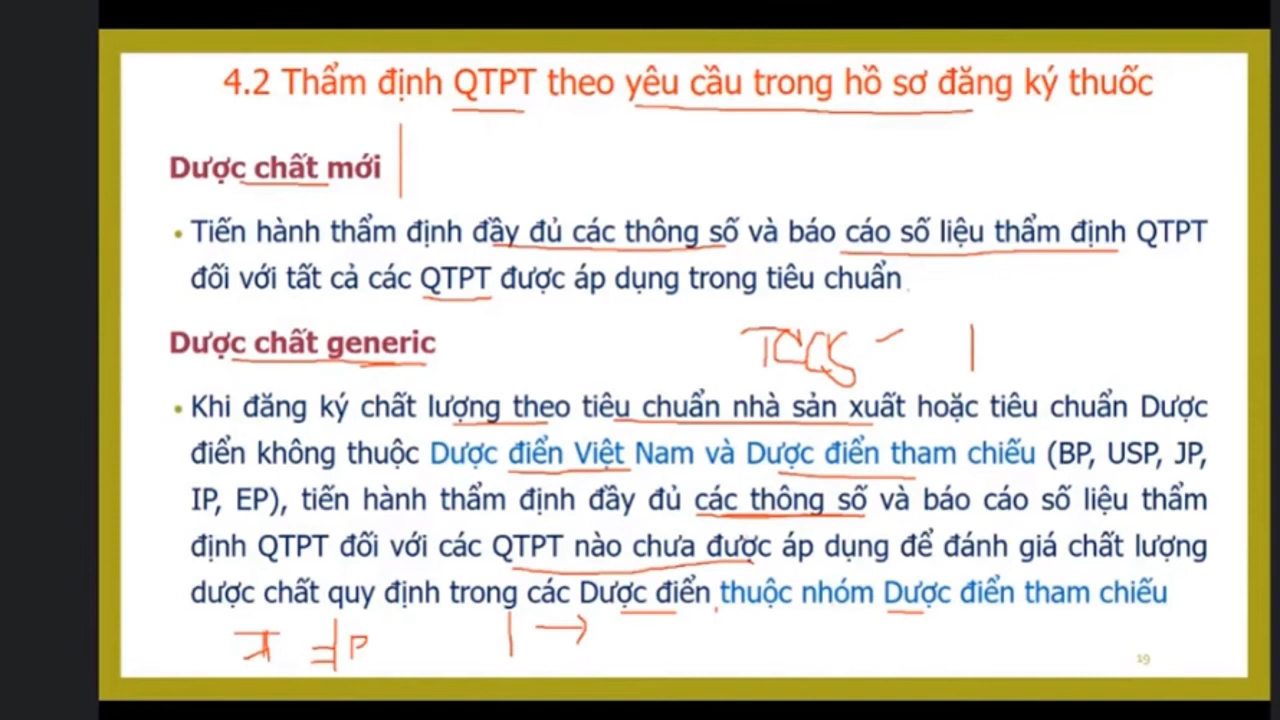 4.2 Thẩm định QTPT theo yêu cầu trong hồ sơ đăng ký thuốc
Dược chất mới
• Tiến hành thẩm định đầy đủ các thông số và báo cáo số liệu thẩm định QTPT
đối với tất cả các QTPT được áp dụng trong tiêu chuẩn
Dược chất generic
TCCS
• Khi đăng ký chất lượng theo tiêu chuẩn nhà sản xuất hoặc tiêu chuẩn Dược
điển không thuộc Dược điển Việt Nam và Dược điển tham chiếu (BP, USP, JP,
IP, EP), tiến hành thẩm định đầy đủ các thông số và báo cáo số liệu thẩm
định QTPT đối với các QTPT nào chưa được áp dụng để đánh giá chất lượng
dược chất quy định trong các Dược điển thuộc nhóm Dược điển tham chiếu
19